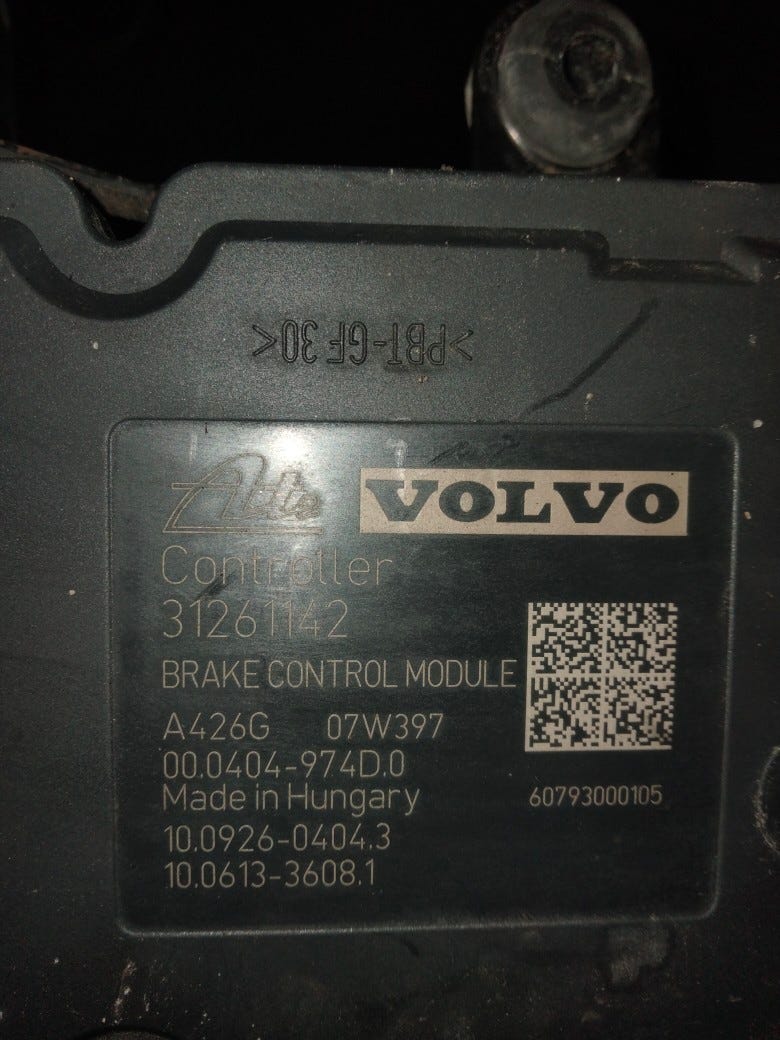 >PBT-GF 30<
Ate VOLVO
Controller
31261142
BRAKE CONTROL MODULE
A426G 07W397
00.0404-974D.0
Made in Hungary
60793000105
10.0926-0404.3
10.0613-3608.1